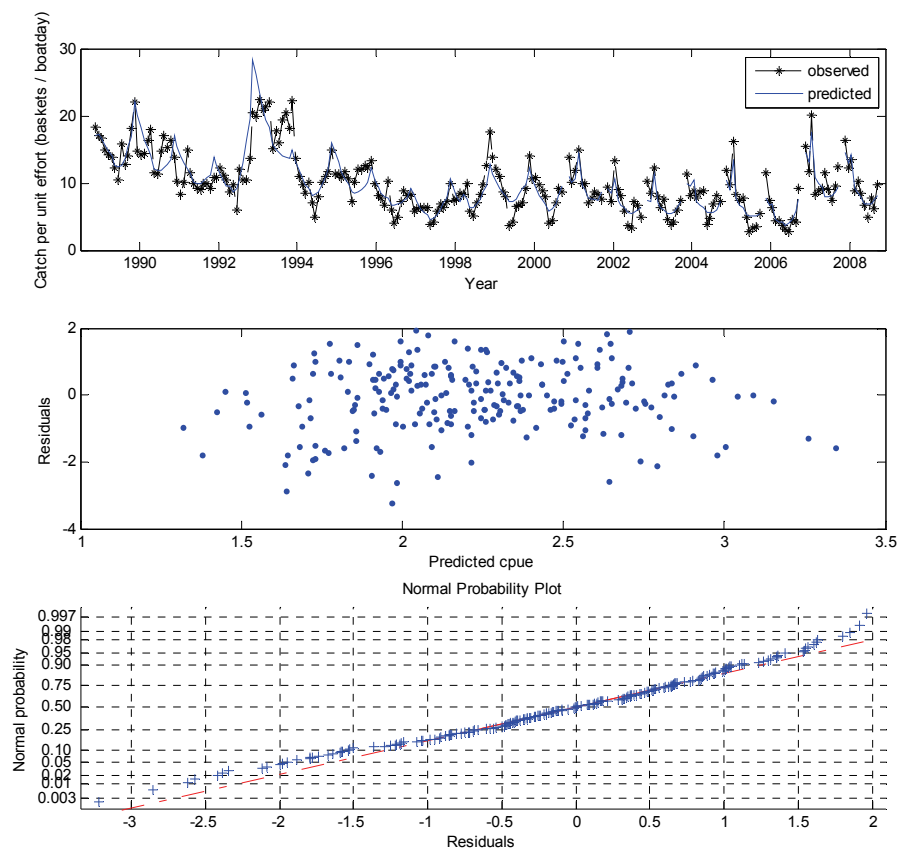 30
20
10
0
Catch per unit effort (baskets / boatday)
observed
predicted
1990 1992 1994 1996 1998 2000 2002 2004 2006 2008
Year
2
0
-2
-4
Residuals
1 1.5 2 2.5 3 3.5
Predicted cpue
Normal Probability Plot
0.997
0.99
0.98
0.95
0.90
0.75
0.50
0.25
0.10
0.05
0.02
0.01
0.003
Normal probability
-3 -2.5 -2 -1.5 -1 -0.5 0 0.5 1 1.5 2
Residuals